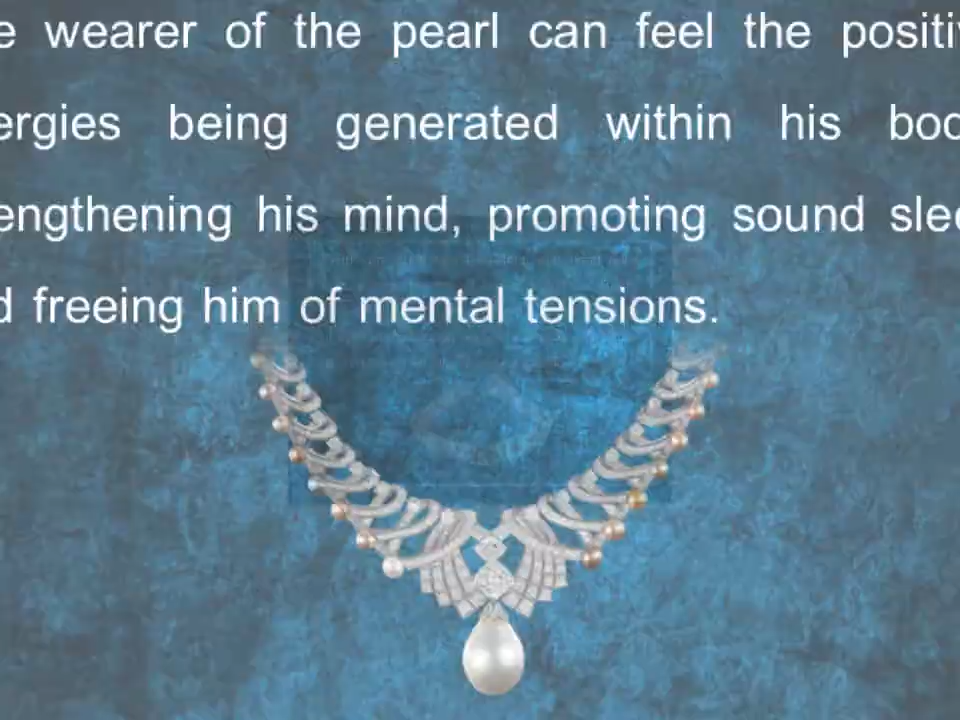 e wearer of the pearl can feel the positiv
ergies being generated within his bod
engthening his mind, promoting sound slee
d freeing him of mental tensions.